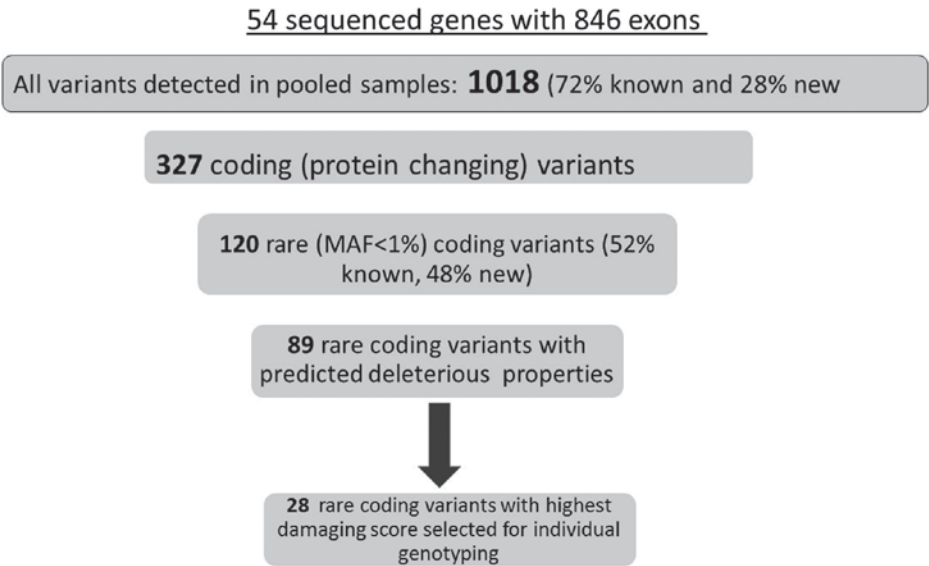 54 sequenced genes with 846 exons
All variants detected in pooled samples: 1018 (72% known and 28% new
327 coding (protein changing) variants
120 rare (MAF<1%) coding variants (52%
known, 48% new)
89 rare coding variants with
predicted deleterious properties
28 rare coding variants with highest
damaging score selected for individual
genotyping